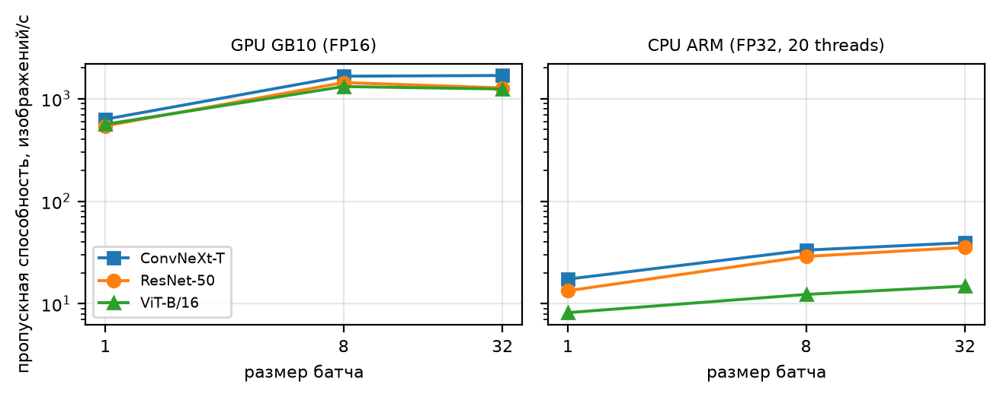 пропускная способность, изображений/с
GPU GB10 (FP16)
10³
10²
10¹
ConvNeXt-T
ResNet-50
ViT-B/16
1
8
32
размер батча
CPU ARM (FP32, 20 threads)
1
8
32
размер батча